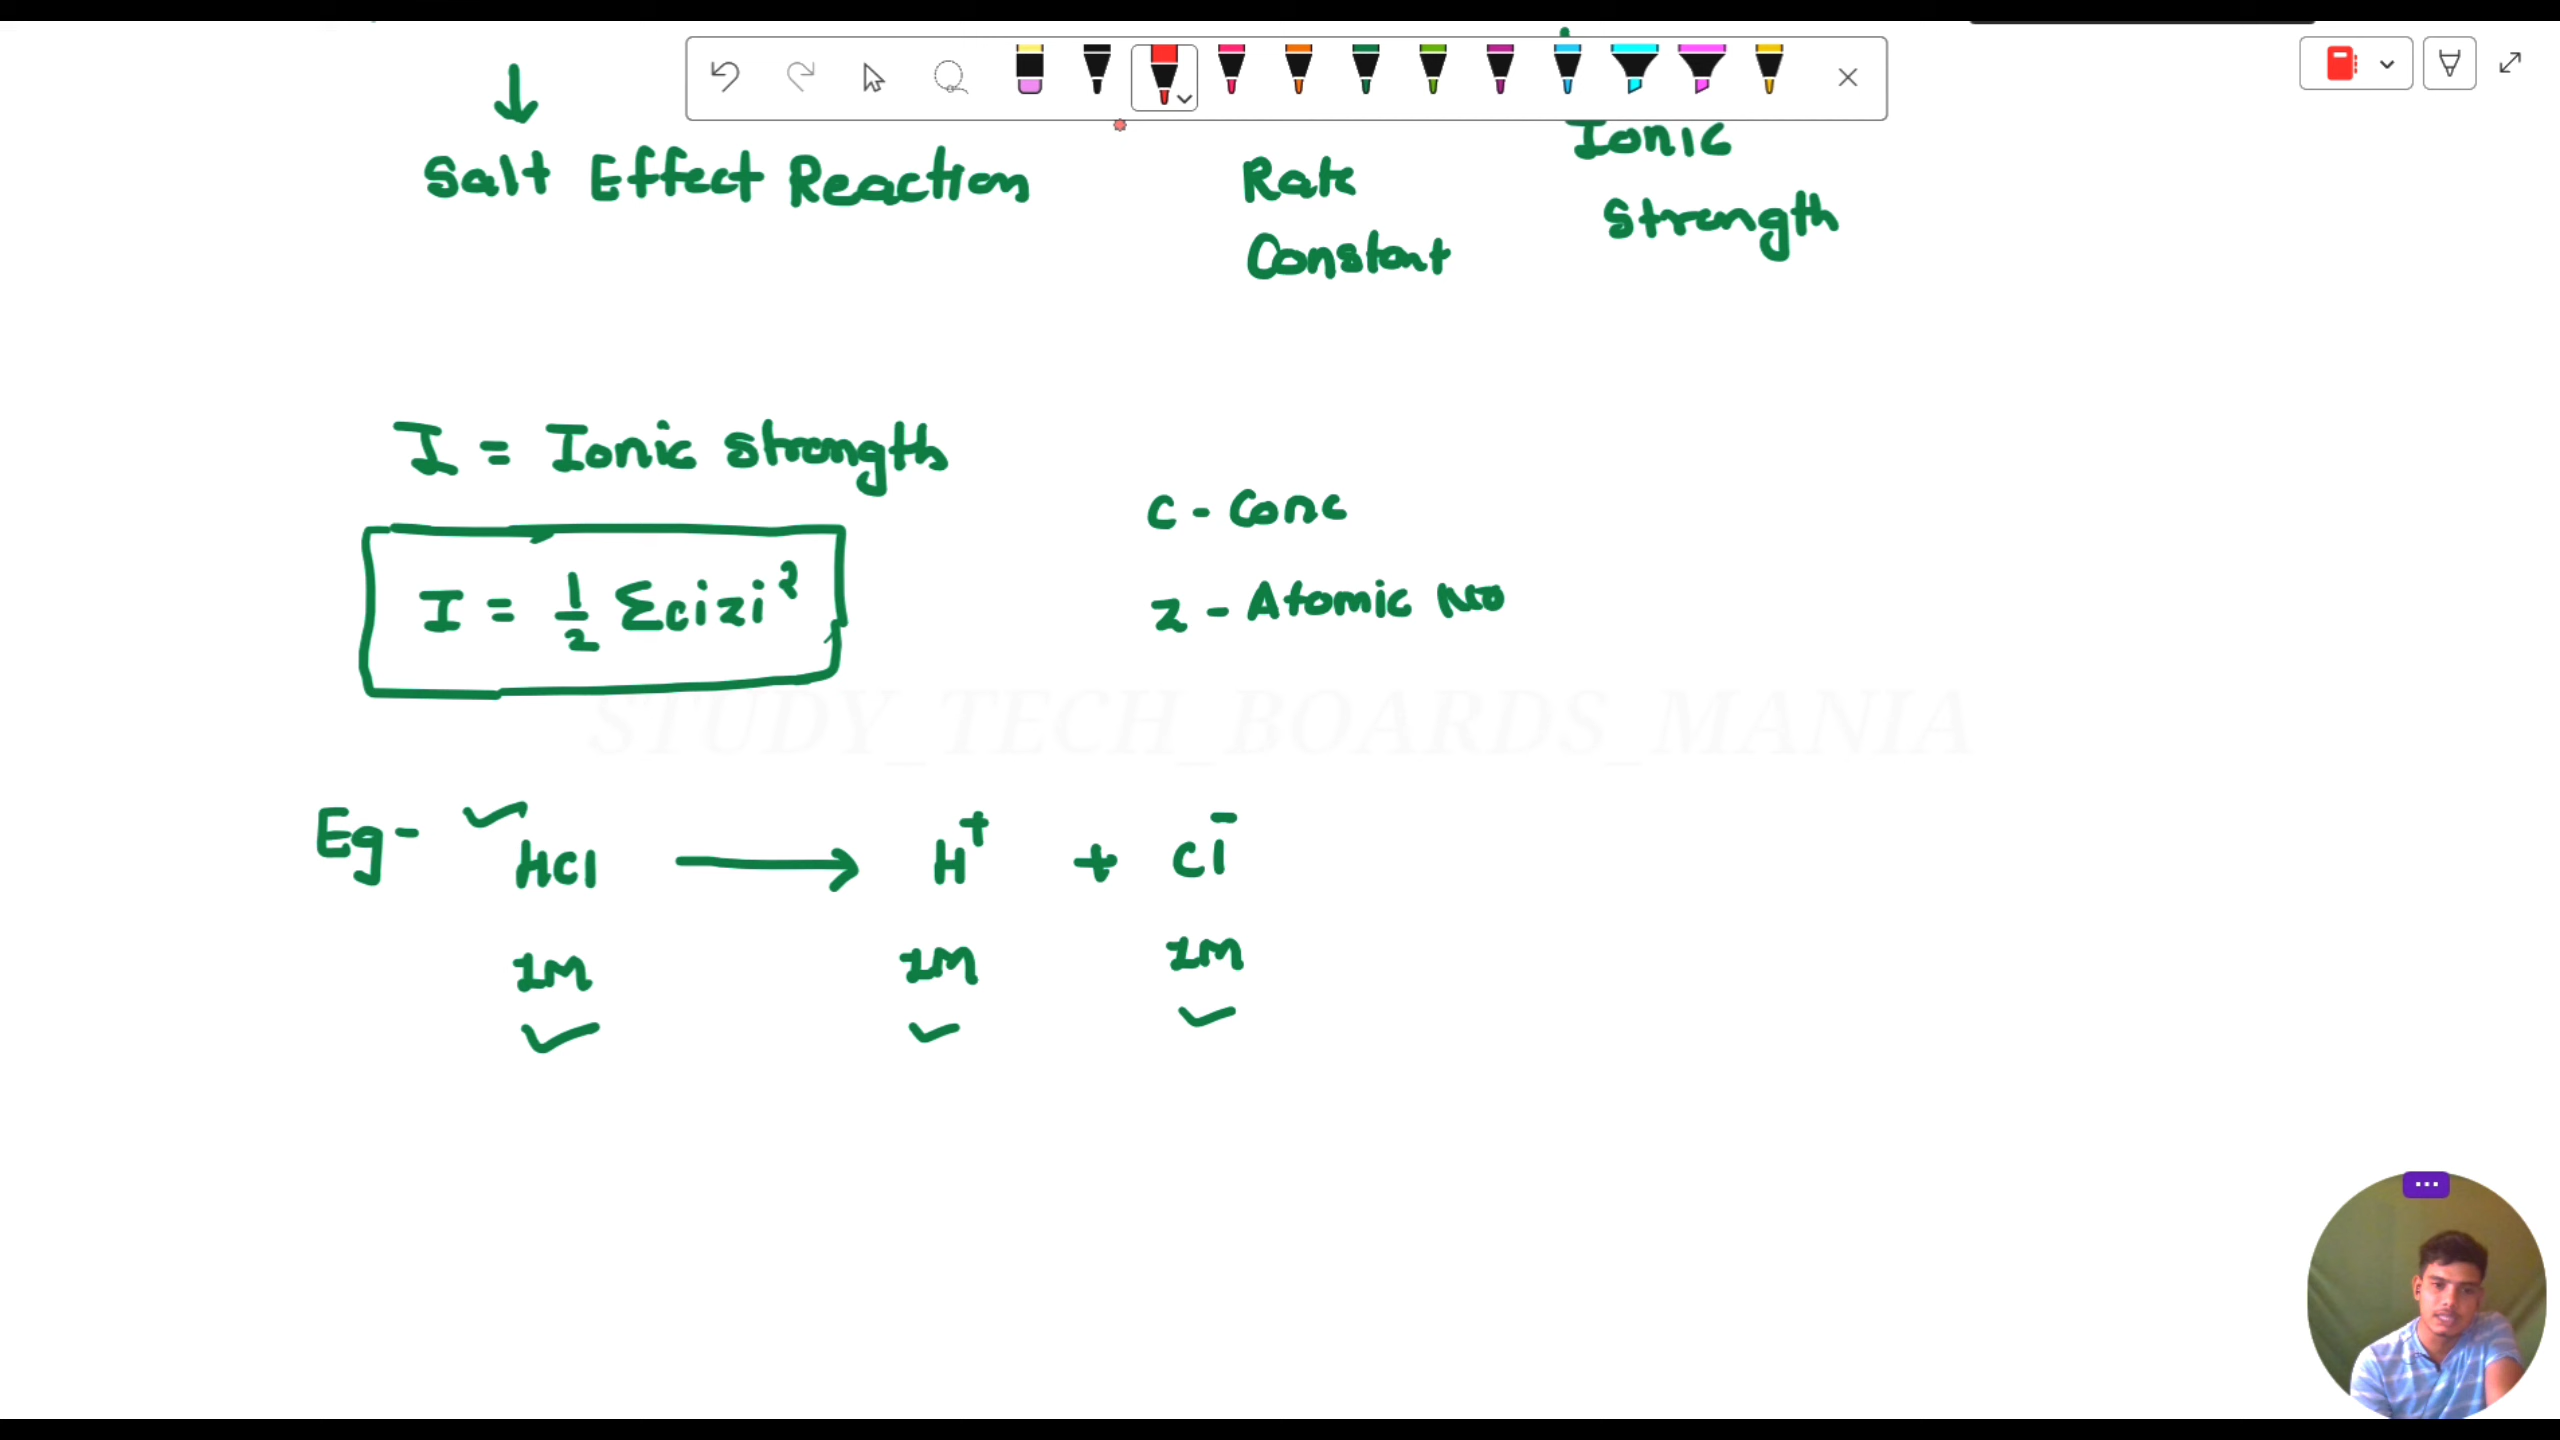 Salt Effect Reaction
Rate
Constant
Ionic
Strength
I = Ionic strength
I = 1/2 Σcizi²
c - Conc
z - Atomic No
STUDY_TECH_BOARDS_MANIA
Eg- HCl → H⁺ + Cl⁻
1M 1M 1M